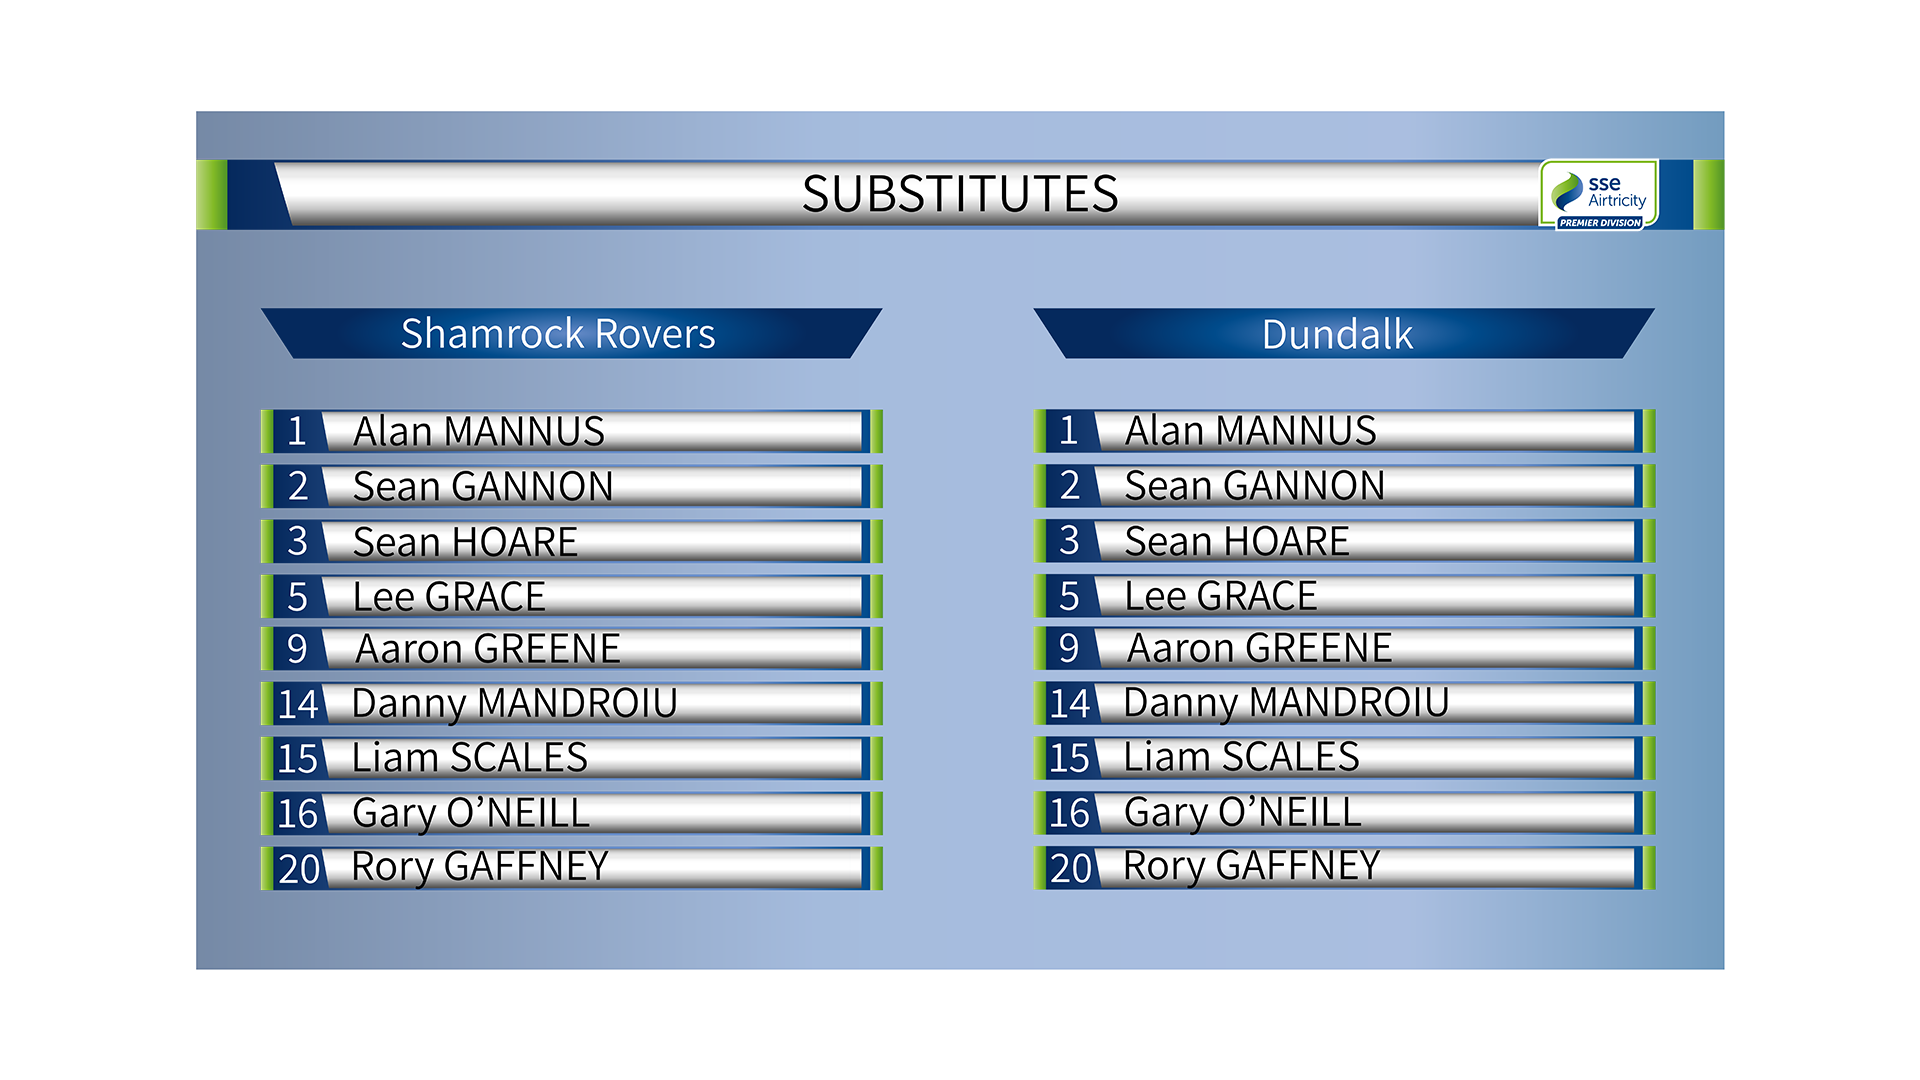 SUBSTITUTES
sse
Airtricity
PREMIER DIVISION
Shamrock Rovers
1 Alan MANNUS
2 Sean GANNON
3 Sean HOARE
5 Lee GRACE
9 Aaron GREENE
14 Danny MANDROIU
15 Liam SCALES
16 Gary O’NEILL
20 Rory GAFFNEY
Dundalk
1 Alan MANNUS
2 Sean GANNON
3 Sean HOARE
5 Lee GRACE
9 Aaron GREENE
14 Danny MANDROIU
15 Liam SCALES
16 Gary O’NEILL
20 Rory GAFFNEY